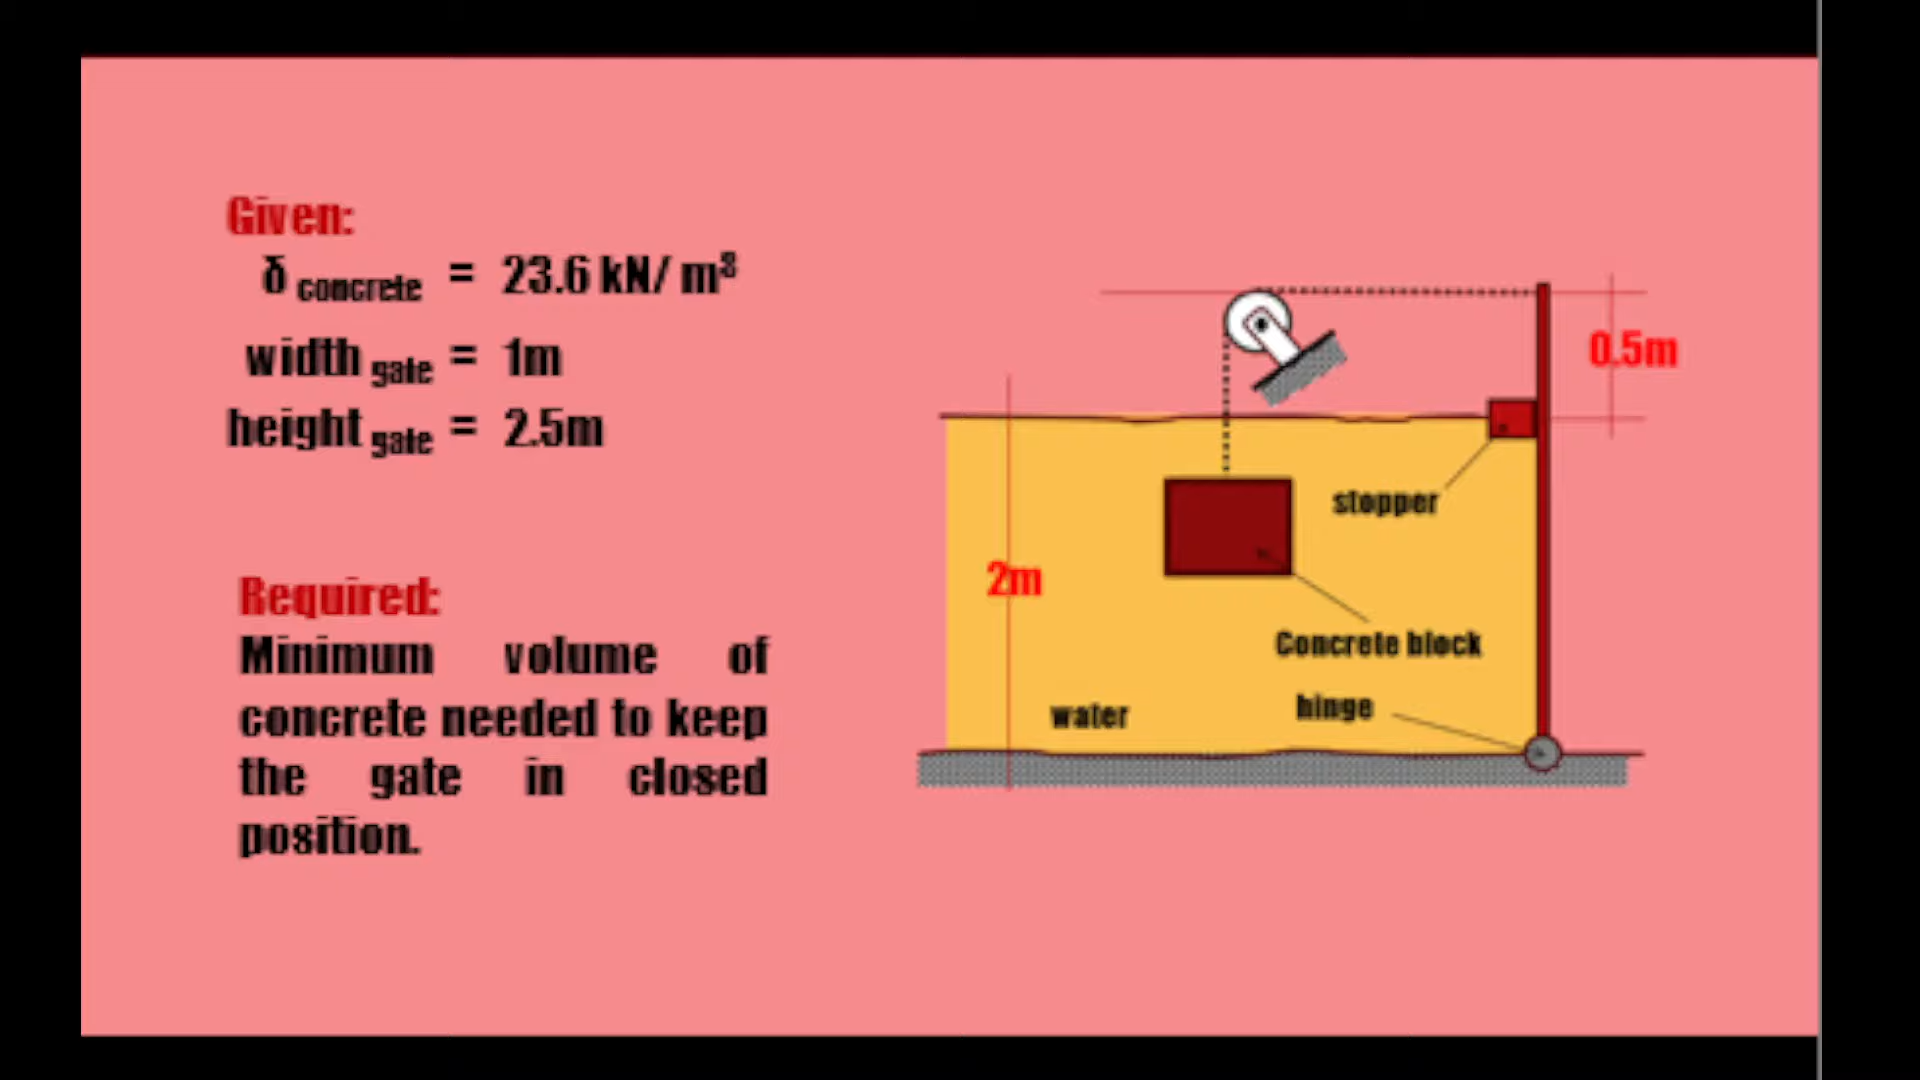 Given:
δ concrete = 23.6 kN/ m³
width gate = 1m
height gate = 2.5m
Required:
Minimum volume of
concrete needed to keep
the gate in closed
position.
0.5m
stopper
2m
Concrete block
hinge
water